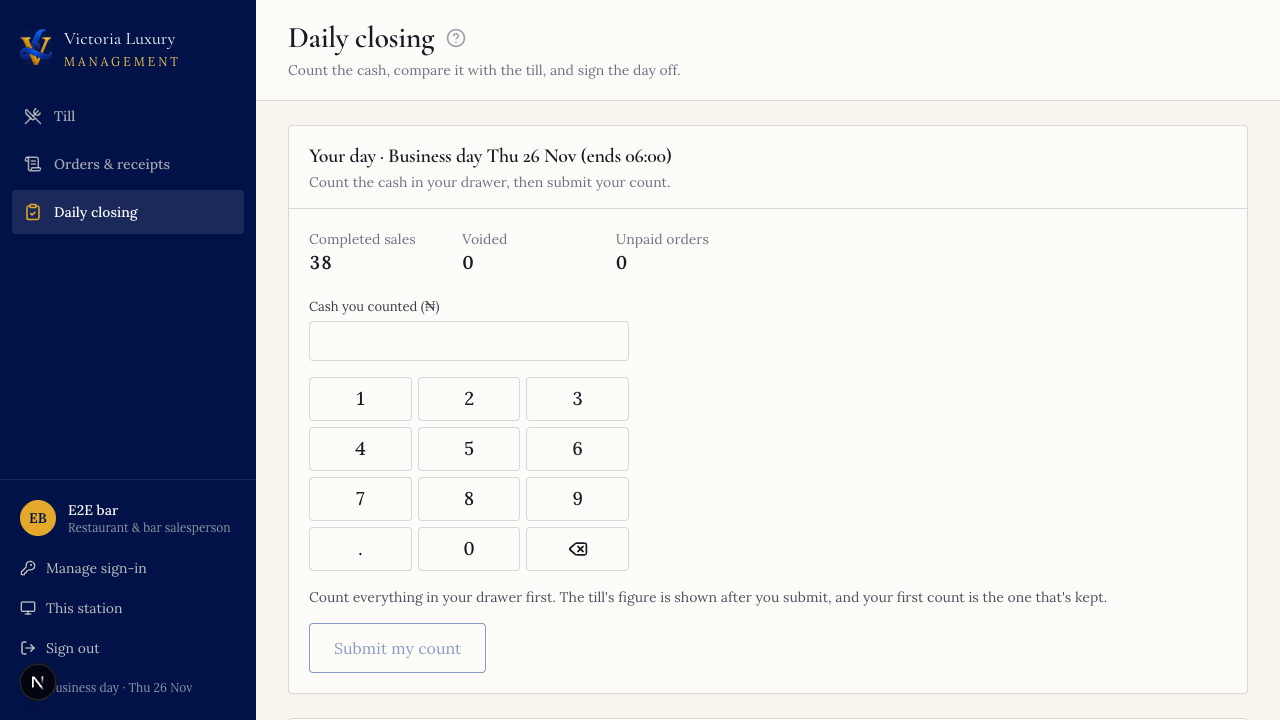 Victoria Luxury
MANAGEMENT
Till
Orders & receipts
Daily closing
E2E bar
EB
Restaurant & bar salesperson
Manage sign-in
This station
Sign out
N
usiness day · Thu 26 Nov
Daily closing ?
Count the cash, compare it with the till, and sign the day off.
Your day · Business day Thu 26 Nov (ends 06:00)
Count the cash in your drawer, then submit your count.
Completed sales Voided Unpaid orders
38 0 0
Cash you counted (₦)
1 2 3
4 5 6
7 8 9
. 0
Count everything in your drawer first. The till's figure is shown after you submit, and your first count is the one that's kept.
Submit my count